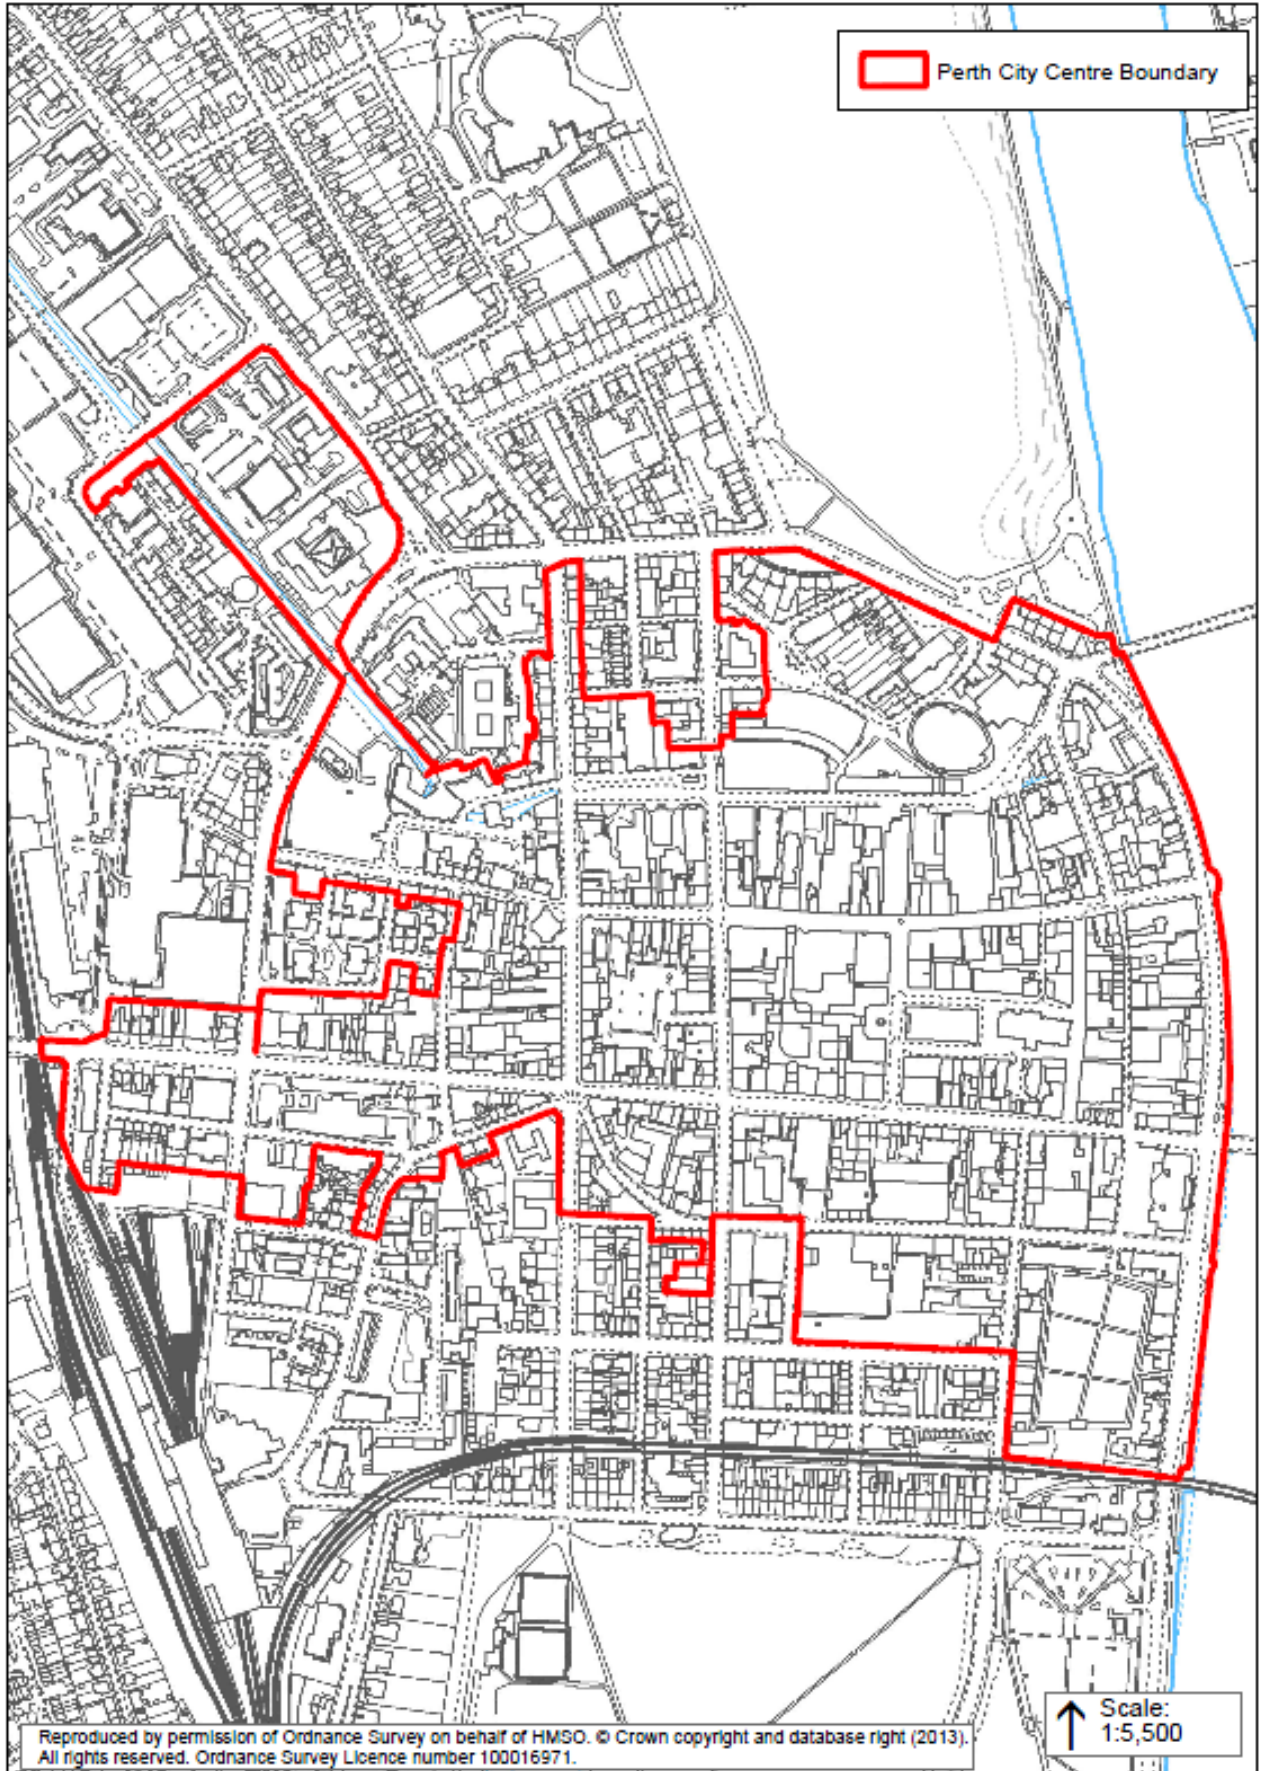 Perth City Centre Boundary
Scale:
1:5,500
Reproduced by permission of Ordnance Survey on behalf of HMSO. © Crown copyright and database right (2013).
All rights reserved. Ordnance Survey Licence number 100016971.